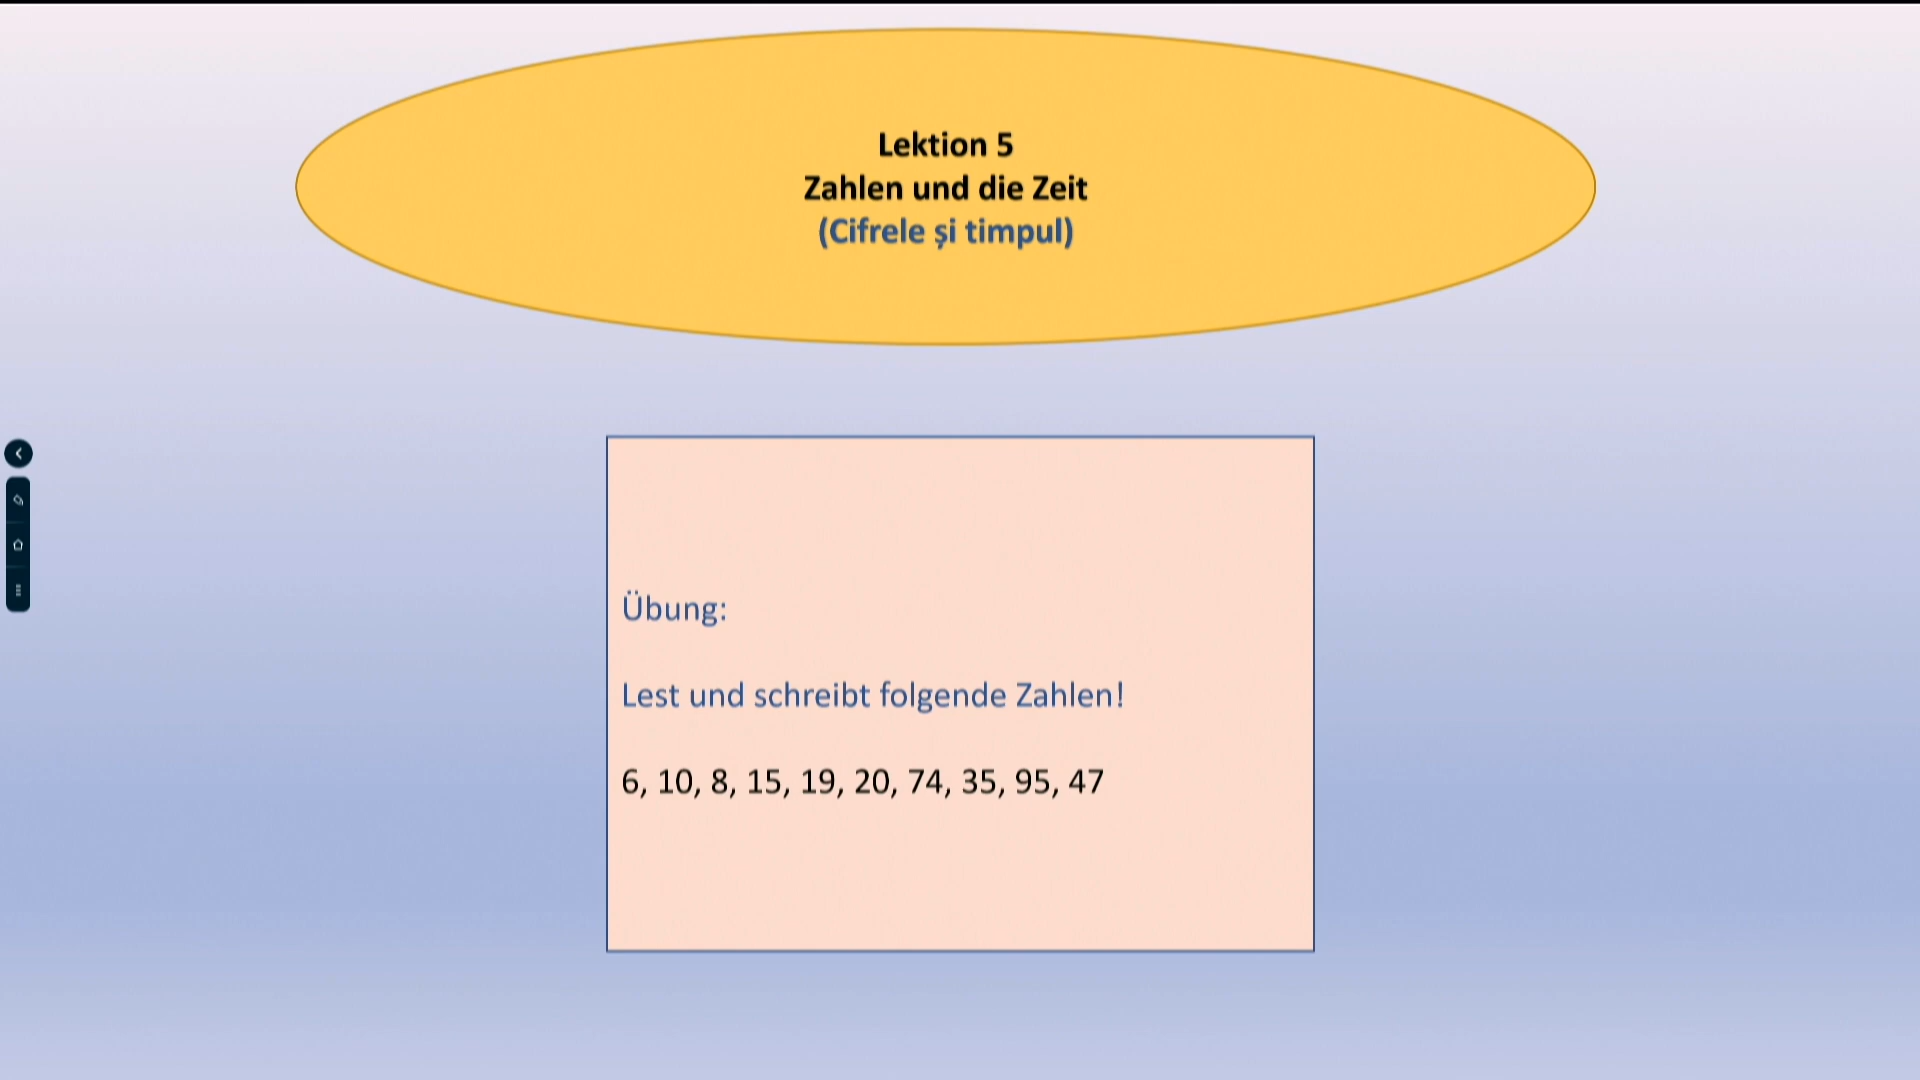 Lektion 5
Zahlen und die Zeit
(Cifrele și timpul)
Übung:
Lest und schreibt folgende Zahlen!
6, 10, 8, 15, 19, 20, 74, 35, 95, 47